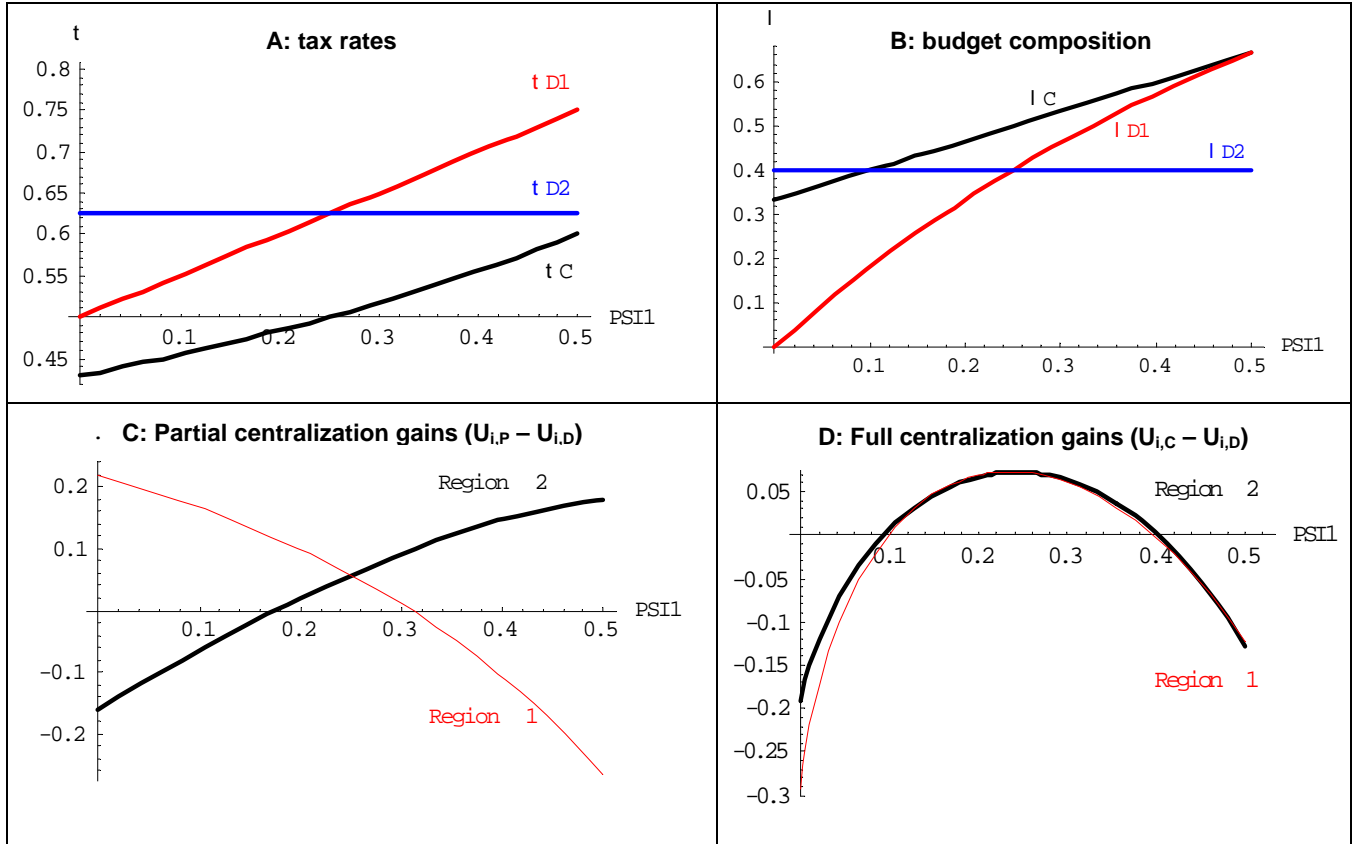 A: tax rates
t
0.8
0.75
0.7
0.65
0.6
0.55
0.45
t D1
t D2
t C
0.1 0.2 0.3 0.4 0.5
PSI1
B: budget composition
l
0.6
0.5
0.4
0.3
0.2
0.1
l C
l D1
l D2
0.1 0.2 0.3 0.4 0.5
PSI1
. C: Partial centralization gains (Ui,P – Ui,D)
0.2
0.1
−0.1
−0.2
Region 2
Region 1
0.1 0.2 0.3 0.4 0.5
PSI1
D: Full centralization gains (Ui,C – Ui,D)
0.05
−0.05
−0.1
−0.15
−0.2
−0.25
−0.3
Region 2
Region 1
0.1 0.2 0.3 0.4 0.5
PSI1